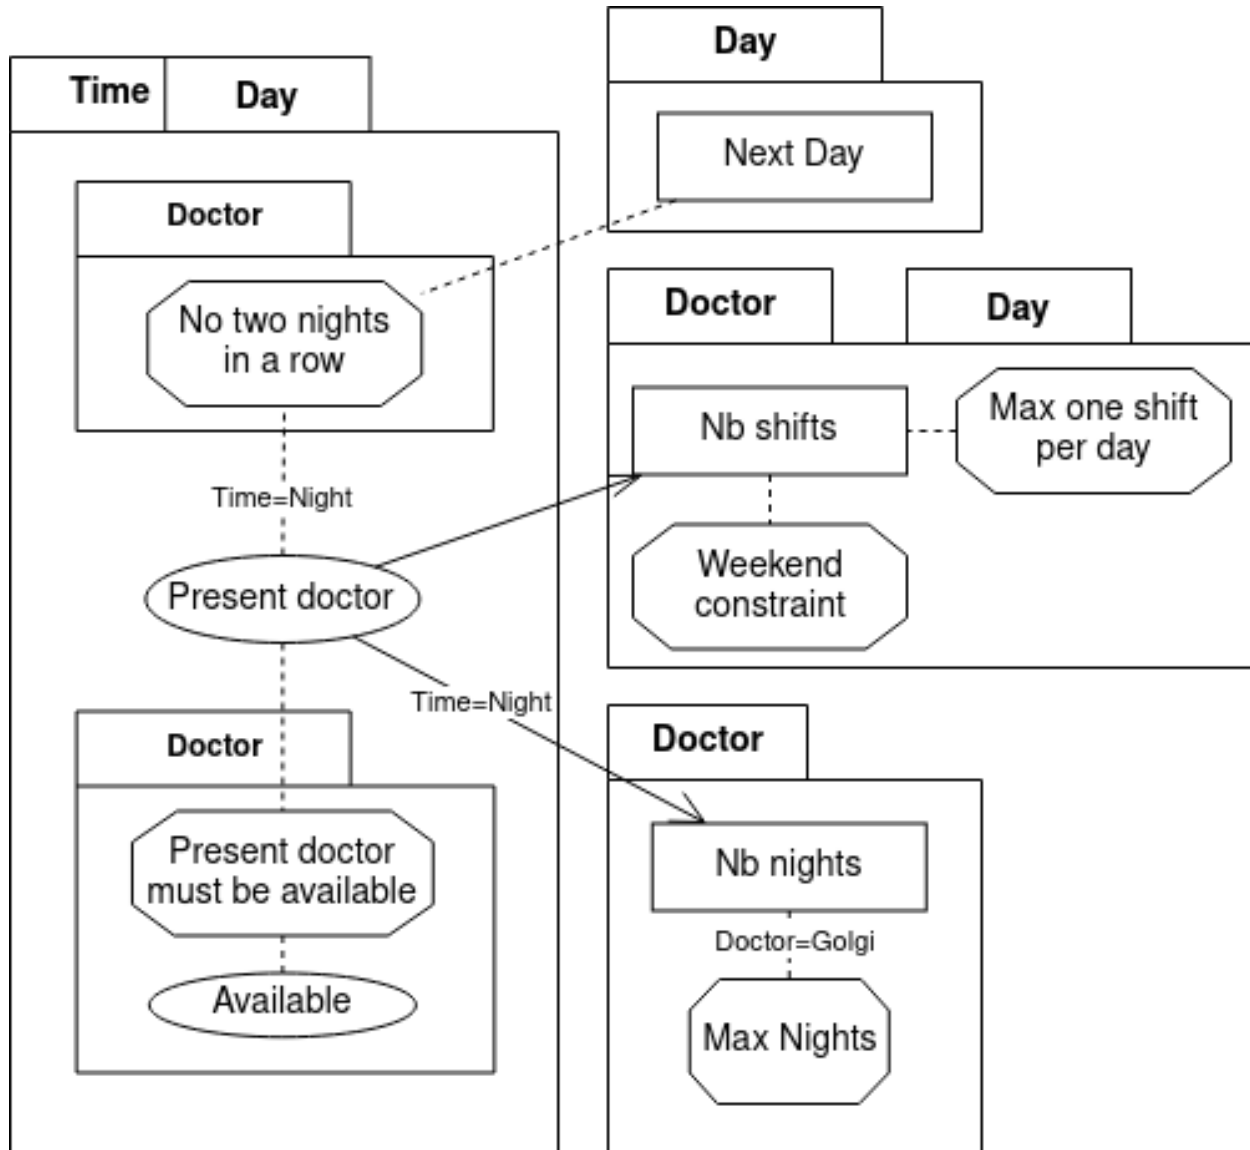 Time
Day
Doctor
No two nights
in a row
Time=Night
Present doctor
Time=Night
Doctor
Present doctor
must be available
Available
Day
Next Day
Doctor
Day
Nb shifts
Max one shift
per day
Weekend
constraint
Doctor
Nb nights
Doctor=Golgi
Max Nights